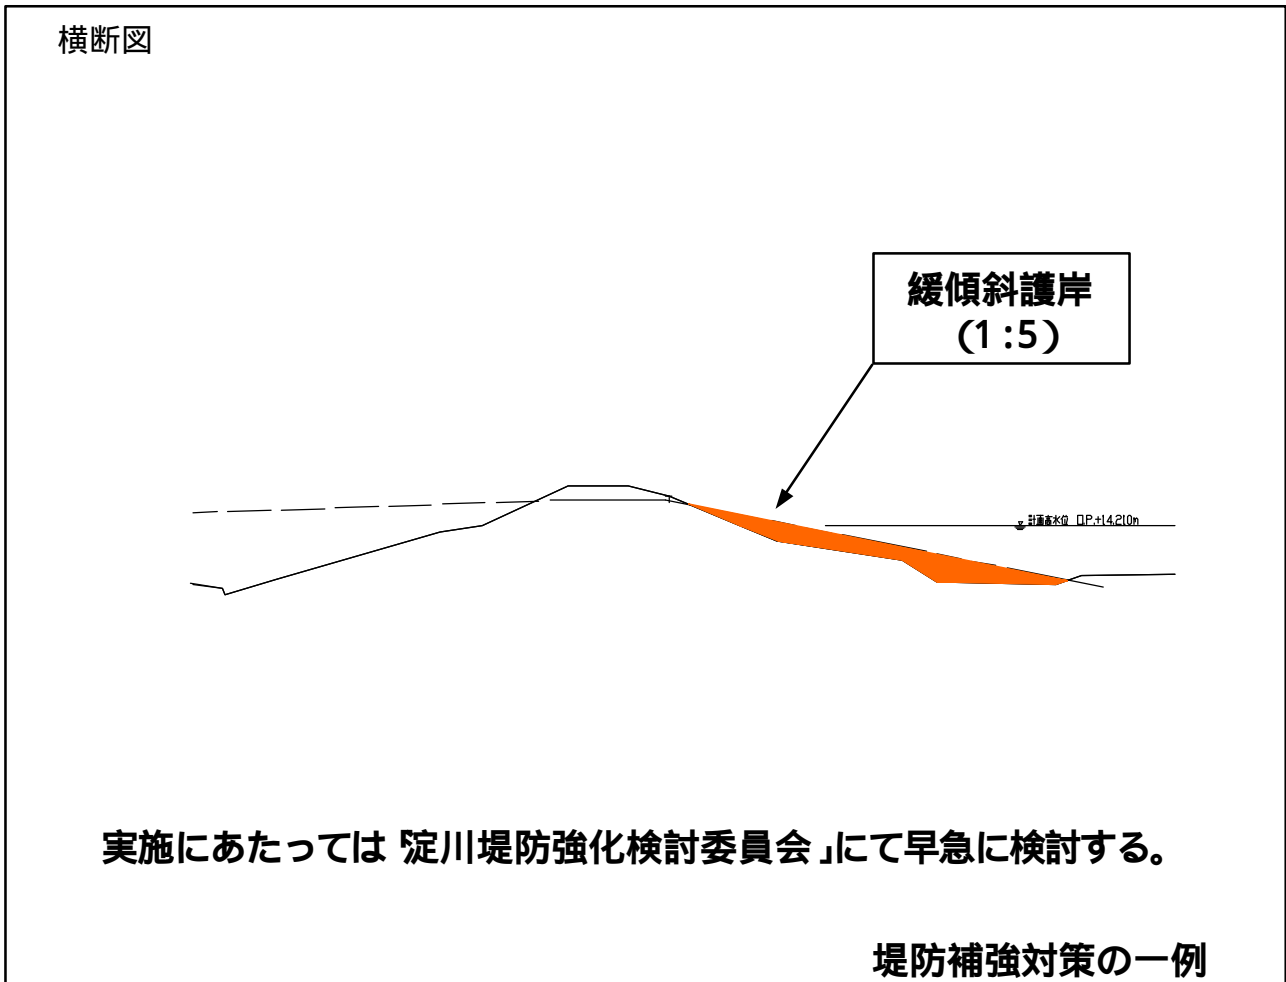 横断図
緩傾斜護岸
(1:5)
計画高水位 O.P.+14.210m
実施にあたっては「淀川堤防強化検討委員会」にて早急に検討する。
堤防補強対策の一例